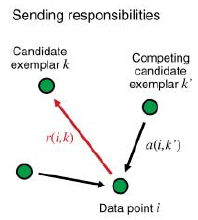 Sending responsibilities
Candidate
exemplar k
Competing
candidate
exemplar k'
r(i,k)
a(i,k')
Data point i